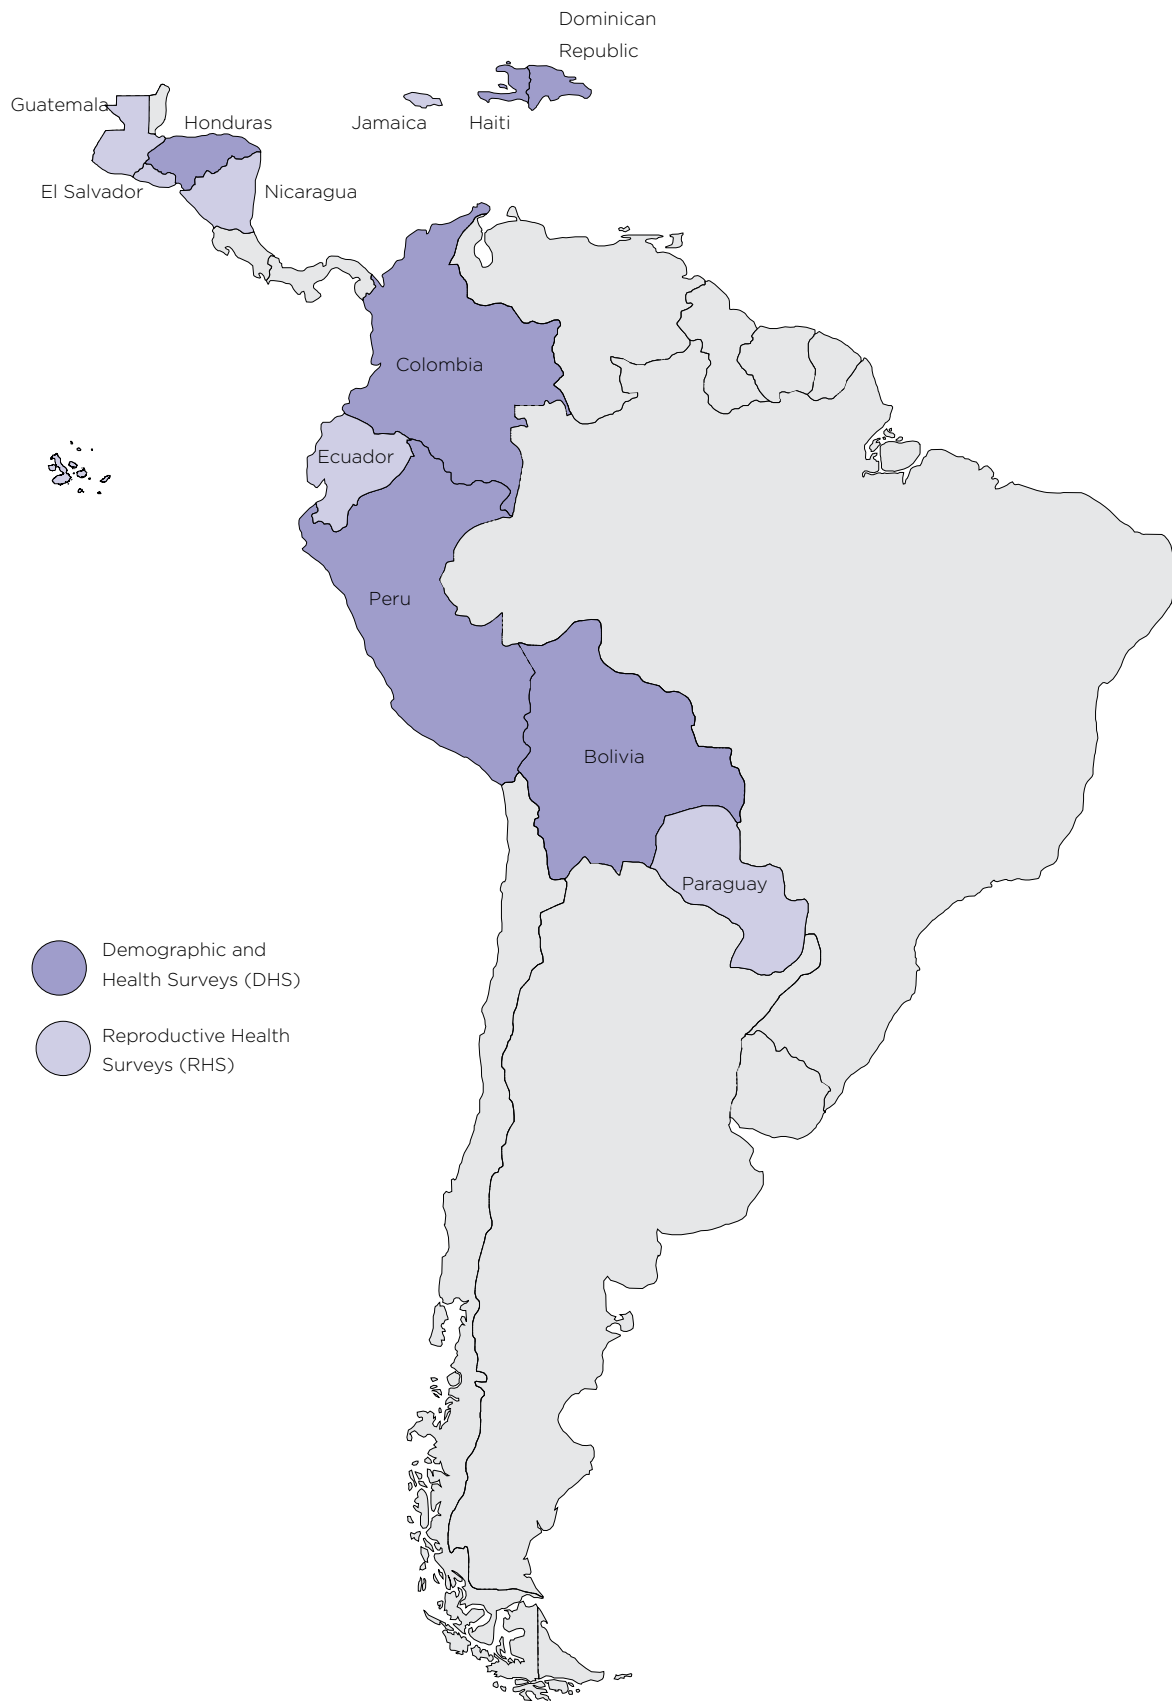 Dominican
Republic
Guatemala
Honduras
Jamaica
Haiti
El Salvador
Nicaragua
Colombia
Ecuador
Peru
Bolivia
Paraguay
Demographic and
Health Surveys (DHS)
Reproductive Health
Surveys (RHS)